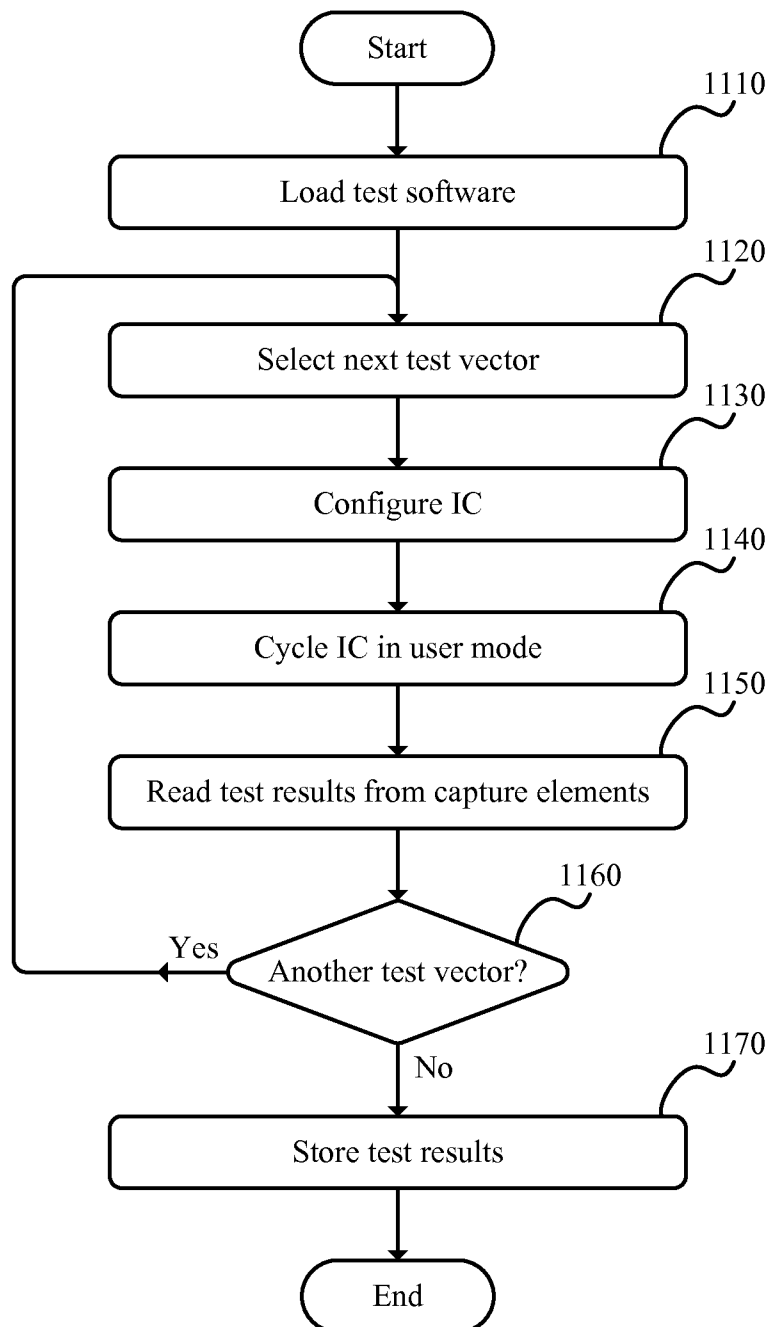 Start
1110
Load test software
1120
Select next test vector
1130
Configure IC
1140
Cycle IC in user mode
1150
Read test results from capture elements
1160
Yes
Another test vector?
No
1170
Store test results
End